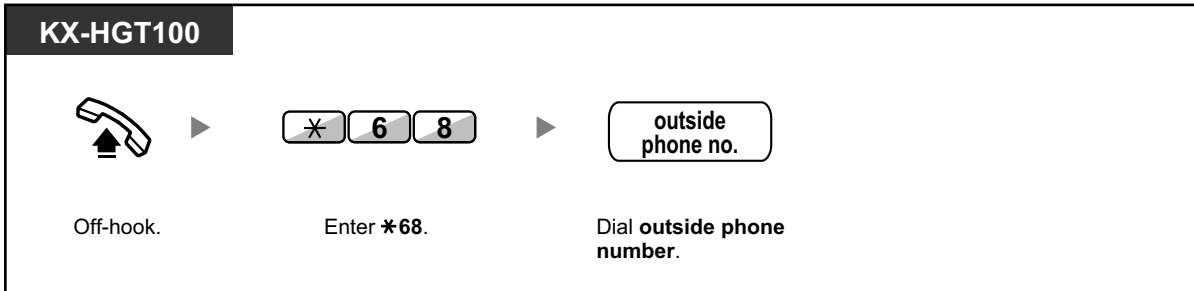 KX-HGT100
* 6 8
outside
phone no.
Off-hook.
Enter *68.
Dial outside phone
number.